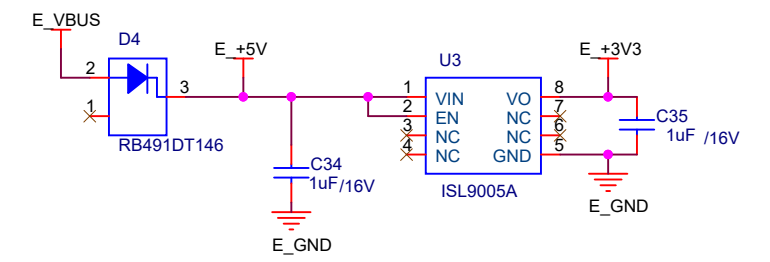 E_VBUS
D4
2
3
1
RB491DT146
E_+5V
C34
1uF/16V
E_GND
U3
1 VIN VO 8
2 EN NC 7
3 NC NC 6
4 NC GND 5
ISL9005A
E_+3V3
C35
1uF /16V
E_GND